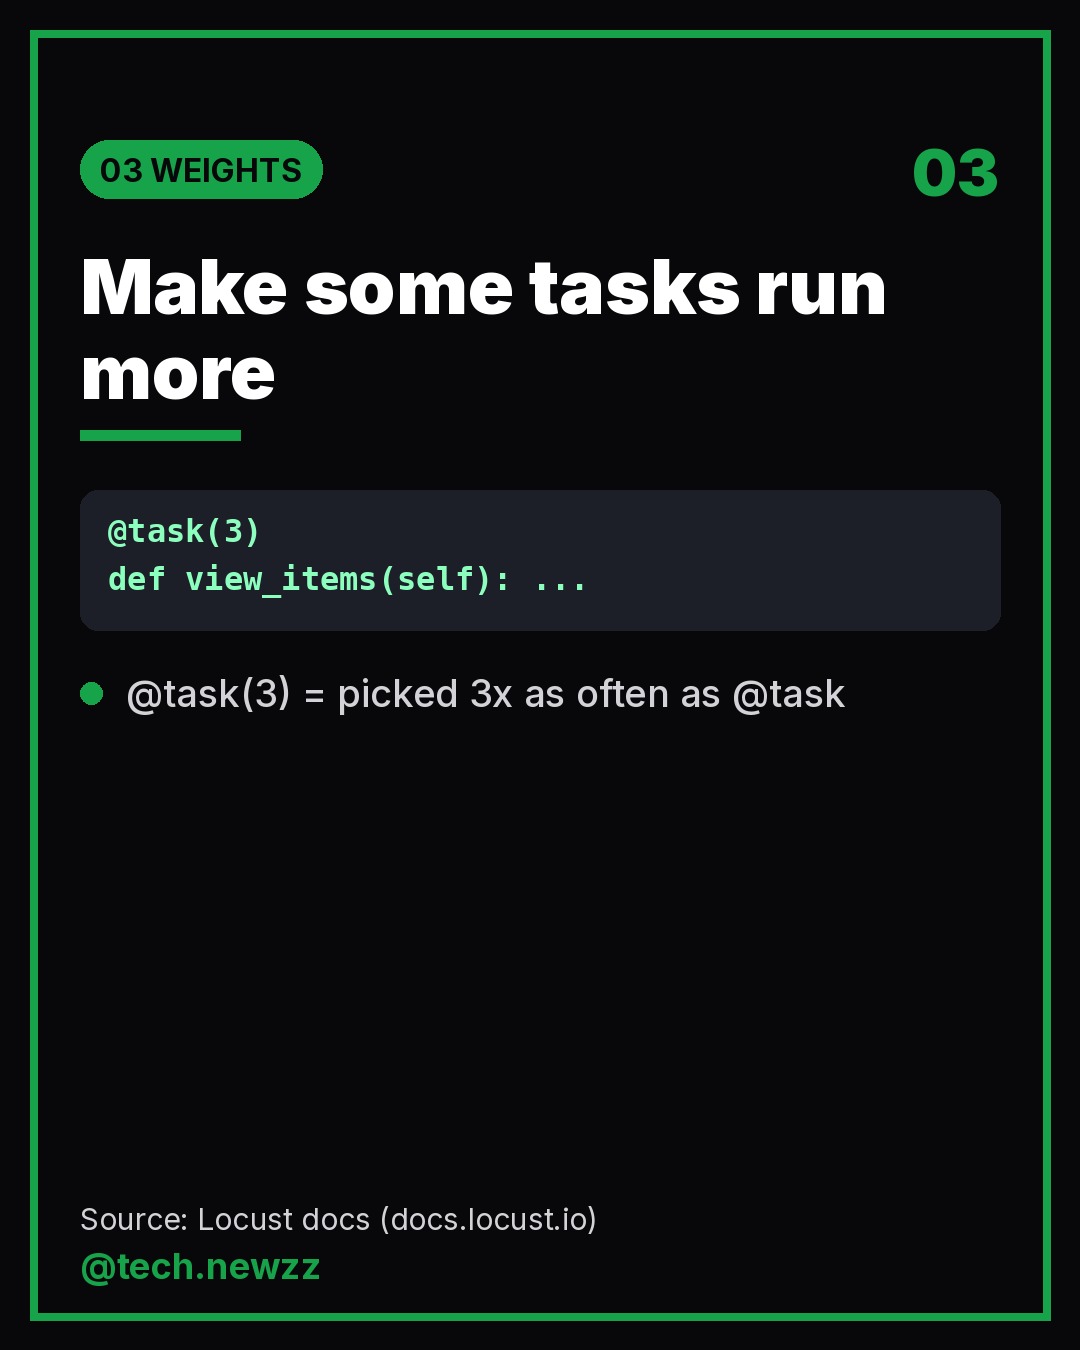 03 WEIGHTS
03
Make some tasks run
more
@task(3)
def view_items(self): ...
@task(3) = picked 3x as often as @task
Source: Locust docs (docs.locust.io)
@tech.newzz